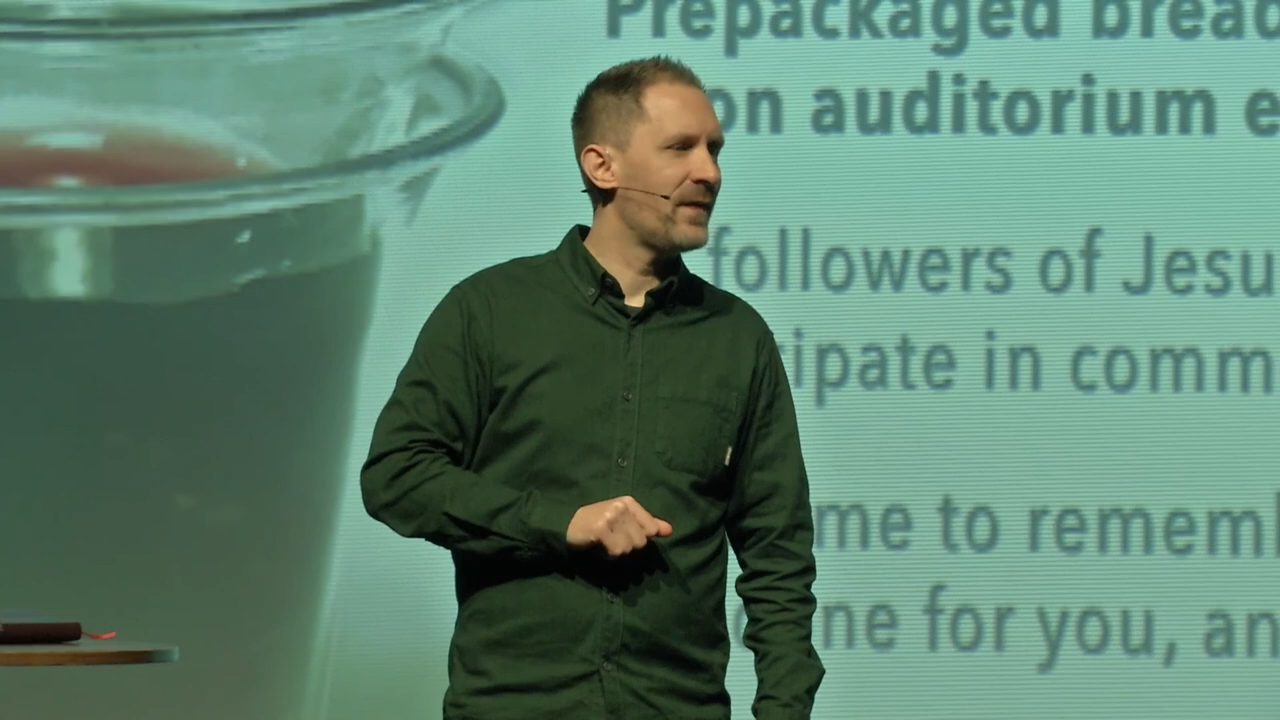 Prepackaged bread
on auditorium e
followers of Jesu
ipate in comm
me to rememb
ne for you, an